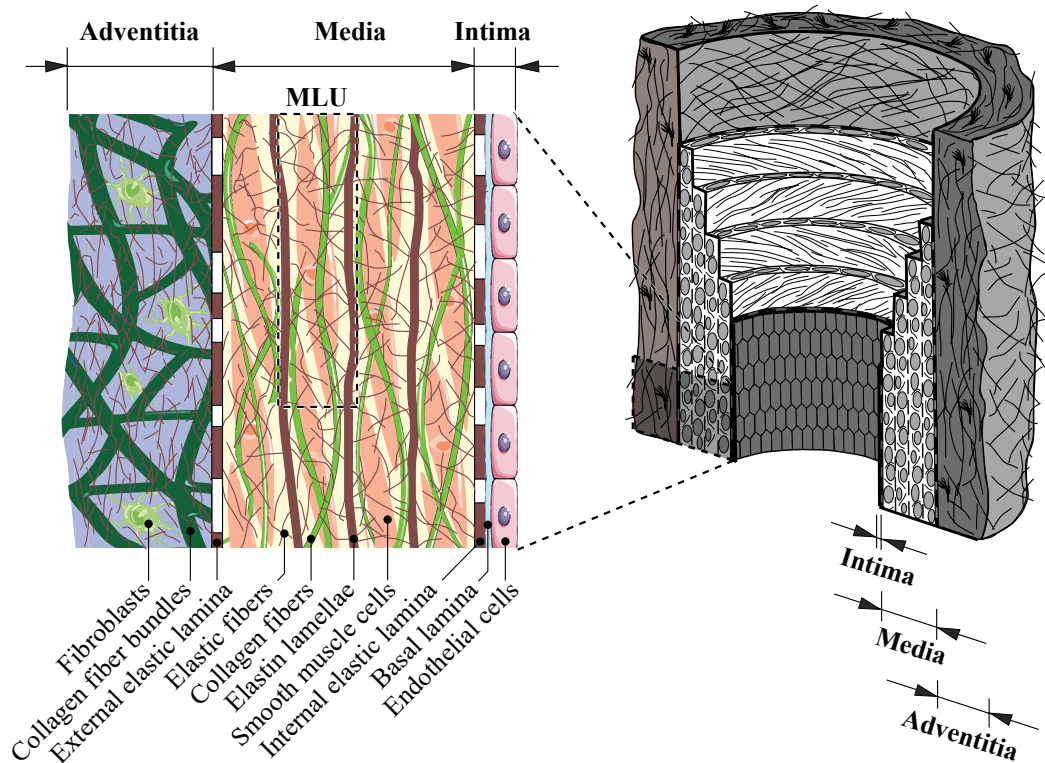 Adventitia
Media
Intima
MLU
Fibroblasts
Collagen fiber bundles
External elastic lamina
Elastic fibers
Collagen fibers
Elastin lamellae
Smooth muscle cells
Internal elastic lamina
Basal lamina
Endothelial cells
Intima
Media
Adventitia